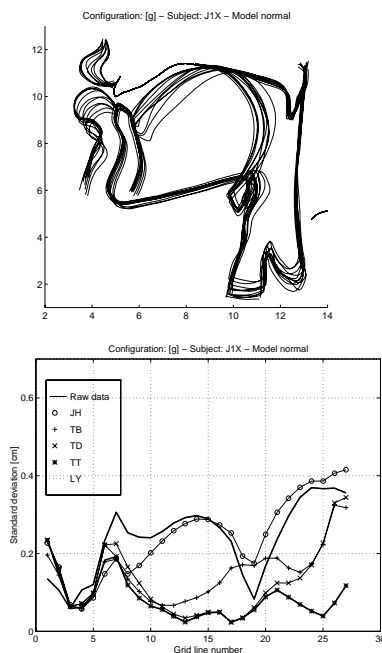 Configuration: [g] – Subject: J1X – Model normal
12
10
8
6
4
2
2 4 6 8 10 12 14
Configuration: [g] – Subject: J1X – Model normal
Standard deviation [cm]
0.6
0.4
0.2
0
Raw data
JH
TB
TD
TT
LY
0 5 10 15 20 25 30
Grid line number